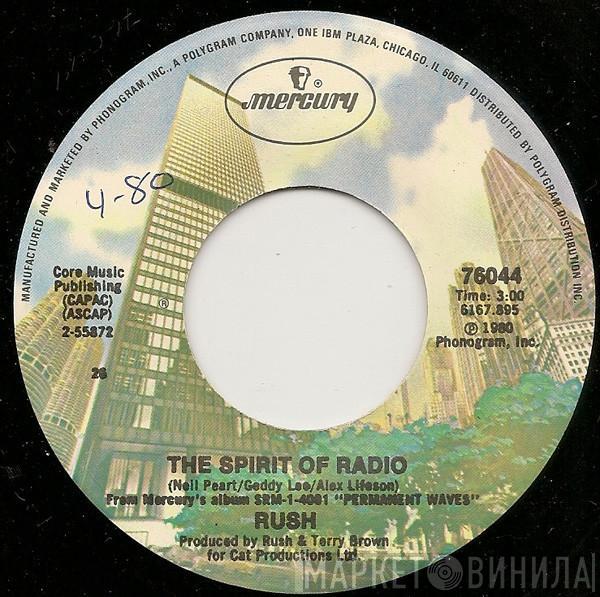 MANUFACTURED AND MARKETED BY PHONOGRAM, INC., A POLYGRAM COMPANY, ONE IBM PLAZA, CHICAGO, IL 60611 DISTRIBUTED BY POLYGRAM DISTRIBUTION INC.
mercury ®
4-80
Core Music
Publishing
(CAPAC)
(ASCAP)
2-55872
®
28
76044
Time: 3:00
6167.895
℗ 1980
Phonogram, Inc.
THE SPIRIT OF RADIO
(Neil Peart/Geddy Lee/Alex Lifeson)
From Mercury's album SRM-1-4001 "PERMANENT WAVES"
RUSH
Produced by Rush & Terry Brown
for Cat Productions Ltd.
МАРКЕТ ВИНИЛА